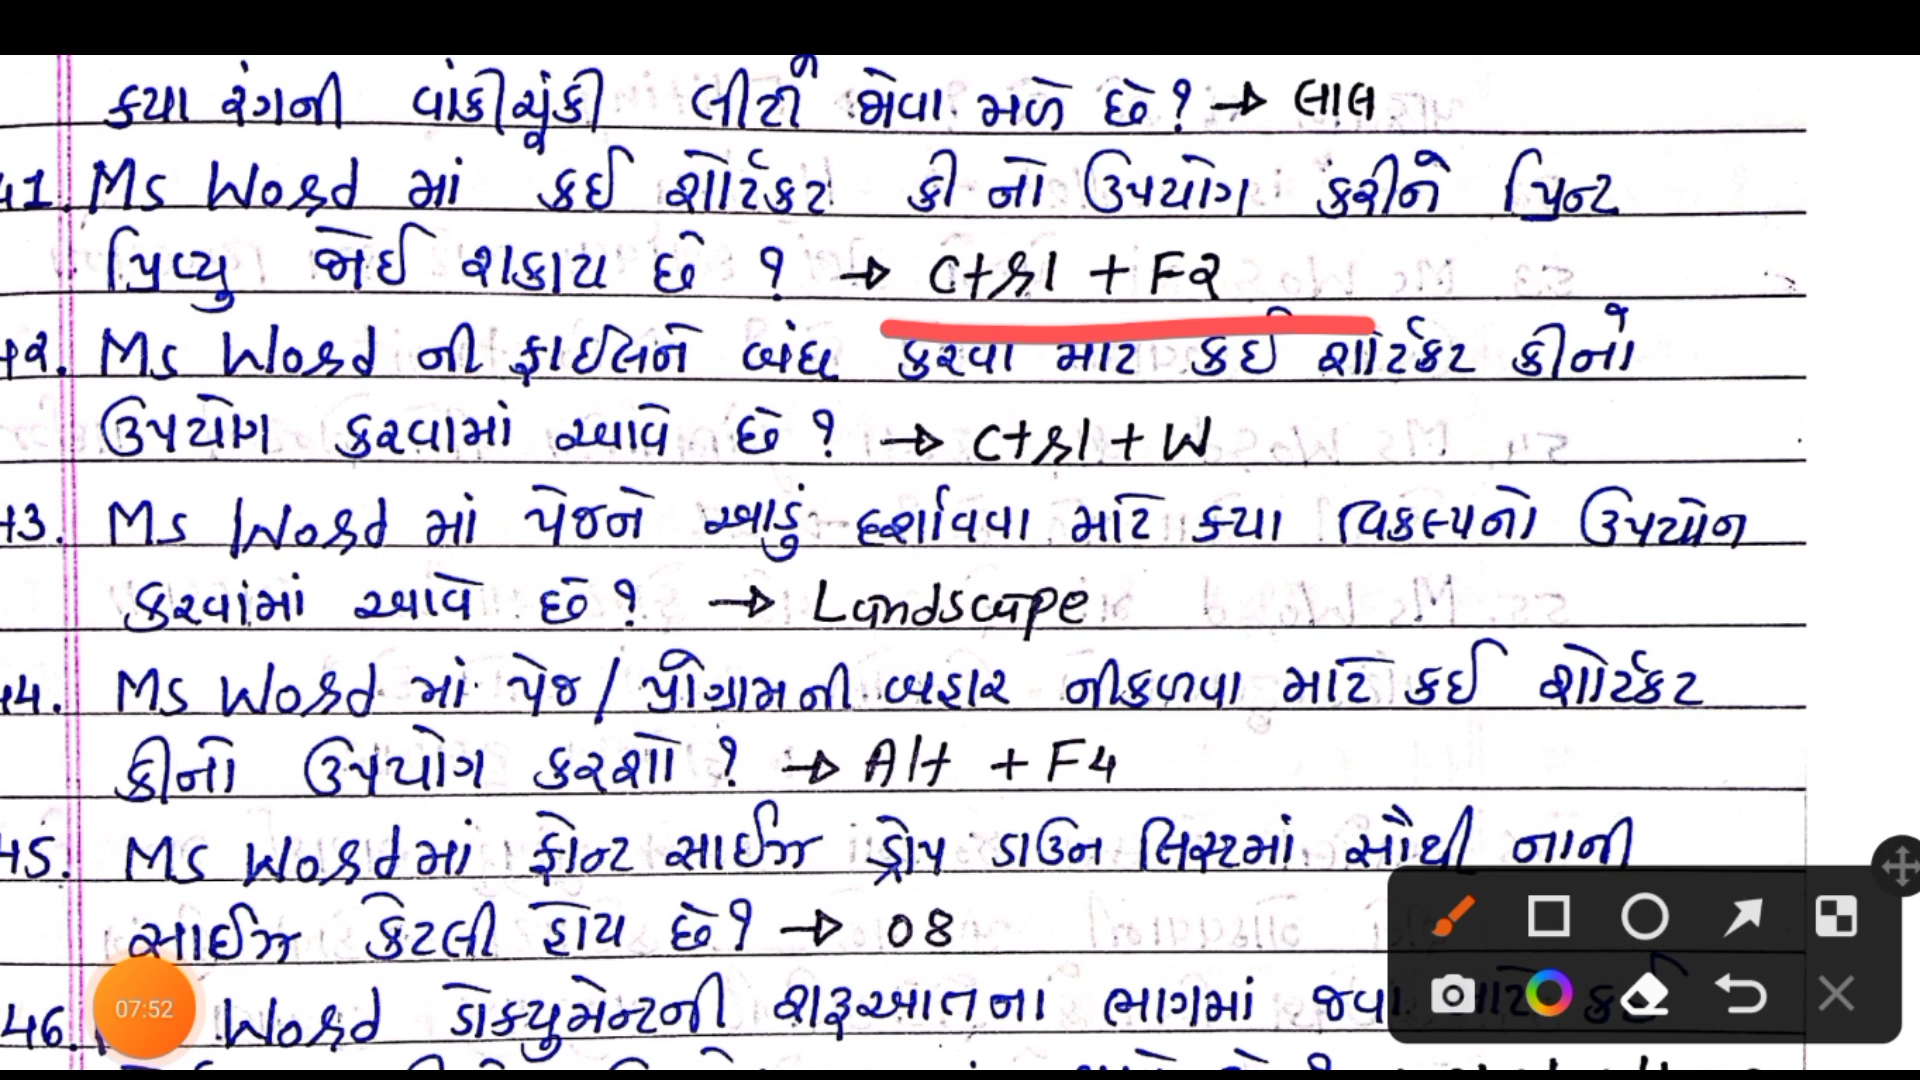 કયા રંગની વાંકીચૂંકી લીટી જોવા મળે છે? → લાલ
41. Ms Word માં કઈ શોર્ટકટ કી નો ઉપયોગ કરીને પ્રિન્ટ
પ્રિવ્યુ જોઈ શકાય છે ? → Ctrl + F2
42. Ms Word ની ફાઈલને બંધ કરવા માટે કઈ શોર્ટકટ કીનો
ઉપયોગ કરવામાં આવે છે ? → Ctrl + W
43. Ms Word માં પેજને આડું દર્શાવવા માટે કયા વિકલ્પનો ઉપયોગ
કરવામાં આવે છે? → Landscape
44. Ms Word માં પેજ / પ્રોગ્રામની બહાર નીકળવા માટે કઈ શોર્ટકટ
કીનો ઉપયોગ કરશો ? → Alt + F4
45. Ms Word માં ફોન્ટ સાઈઝ ડ્રોપ ડાઉન લિસ્ટમાં સૌથી નાની
સાઈઝ કેટલી હોય છે? → 08
46. Word ડોક્યુમેન્ટની શરૂઆતના ભાગમાં જવા
07:52